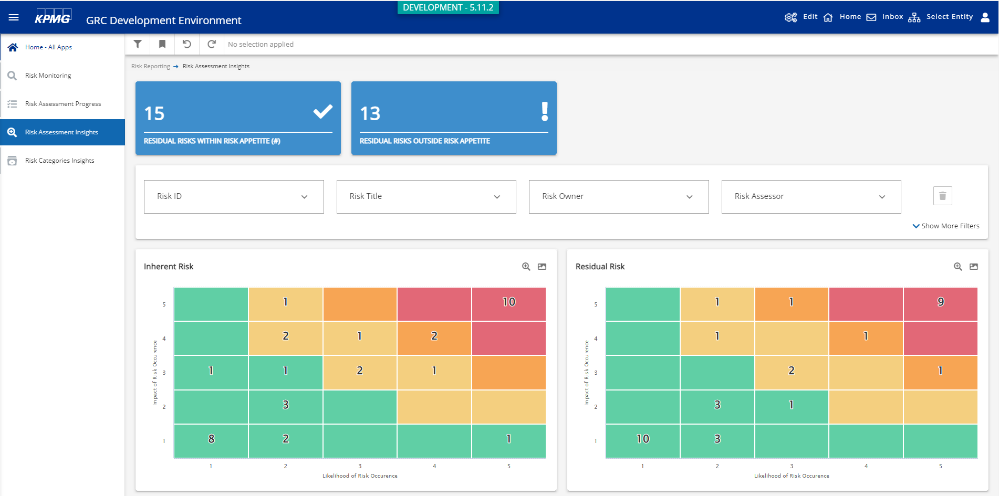 DEVELOPMENT - 5.11.2
KPMG
GRC Development Environment
Edit
Home
Inbox
Select Entity
Home - All Apps
Risk Monitoring
Risk Assessment Progress
Risk Assessment Insights
Risk Categories Insights
No selection applied
Risk Reporting
Risk Assessment Insights
15
RESIDUAL RISKS WITHIN RISK APPETITE (#)
13
RESIDUAL RISKS OUTSIDE RISK APPETITE
Risk ID
Risk Title
Risk Owner
Risk Assessor
Show More Filters
Inherent Risk
Impact of Risk Occurence
5 1 10
4 2 1 2
3 1 1 2 1
2 3
1 8 2 1
1 2 3 4 5
Likelihood of Risk Occurence
Residual Risk
Impact of Risk Occurence
5 1 1 9
4 1 1
3 2 1
2 3 1
1 10 3
1 2 3 4 5
Likelihood of Risk Occurence